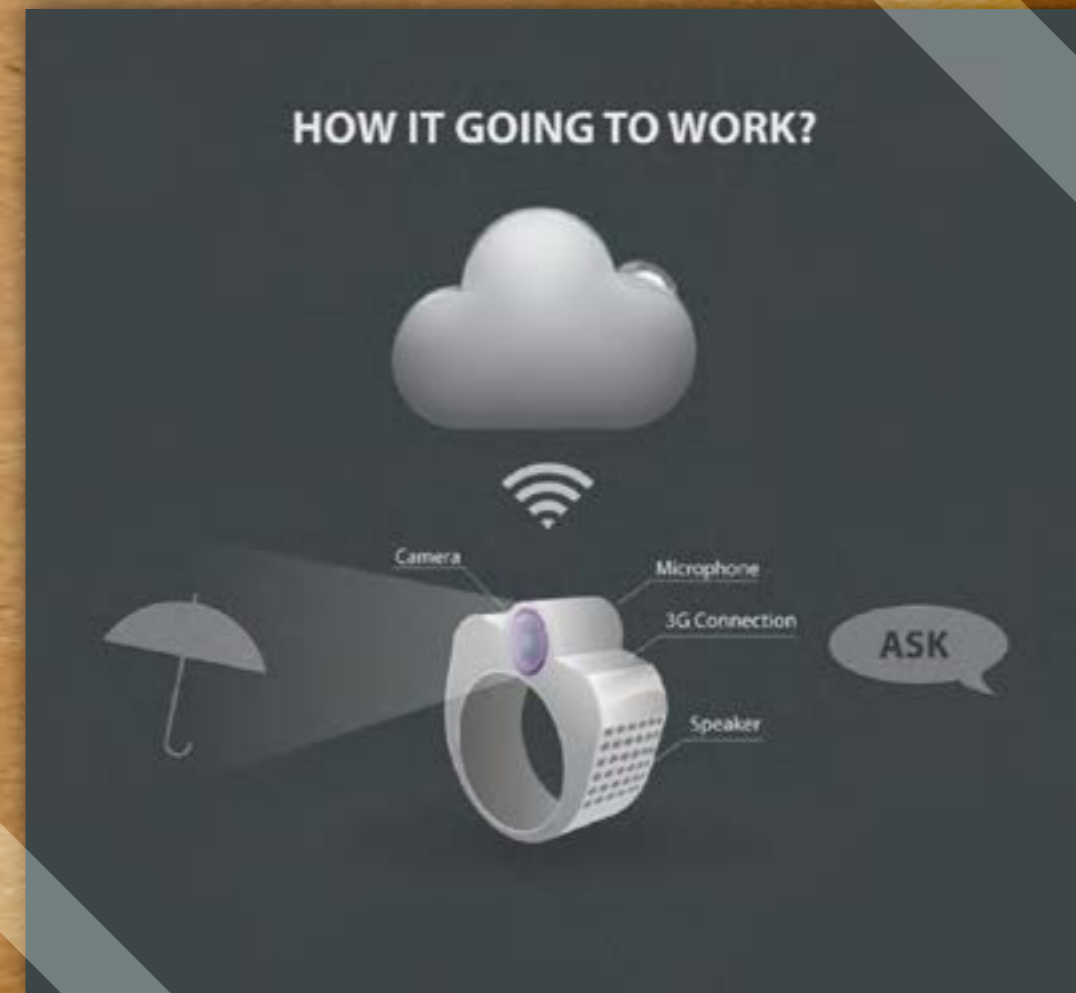 HOW IT GOING TO WORK?
Camera
Microphone
3G Connection
ASK
Speaker